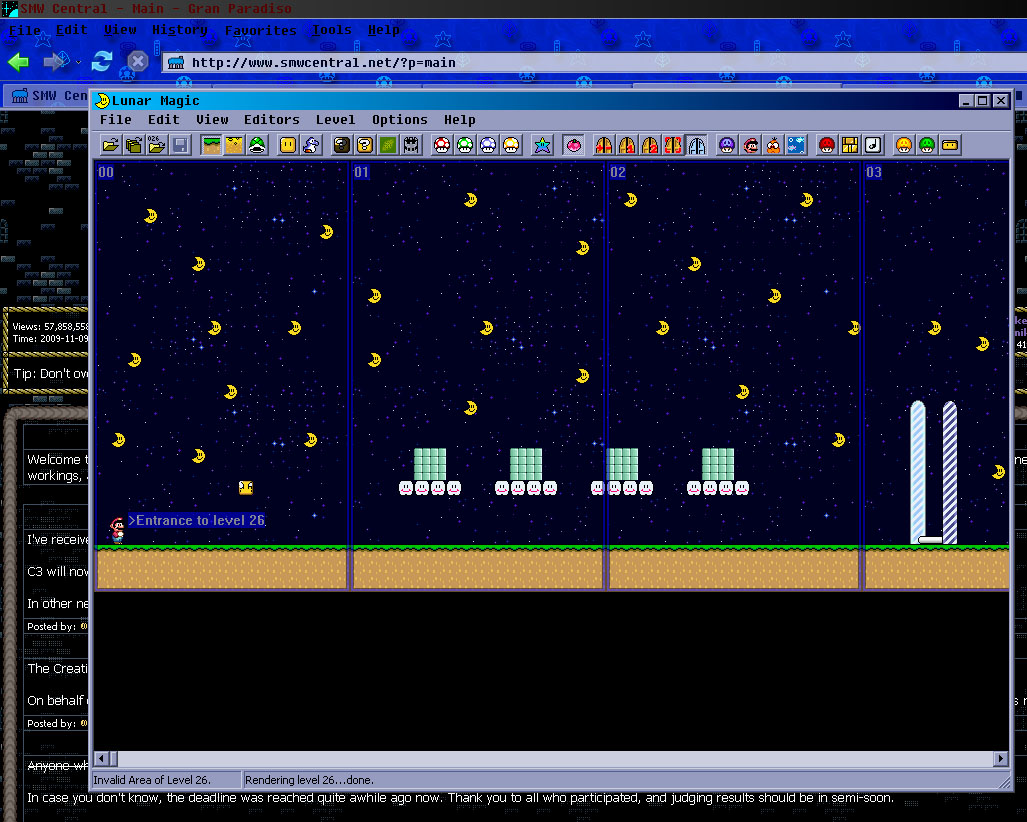 SMW Central - Main - Gran Paradiso
File Edit View History Favorites Tools Help
http://www.smwcentral.net/?p=main
SMW Cen
Lunar Magic
File Edit View Editors Level Options Help
026
00 01 02 03
Views: 57,858,558
Time: 2009-11-09
41
Tip: Don't ov
Welcome t
workings,
>Entrance to level 26
I've receive
C3 will nov
In other ne
Posted by:
The Creati
On behalf
Posted by:
Anyone wh
Invalid Area of Level 26. Rendering level 26...done.
In case you don't know, the deadline was reached quite awhile ago now. Thank you to all who participated, and judging results should be in semi-soon.